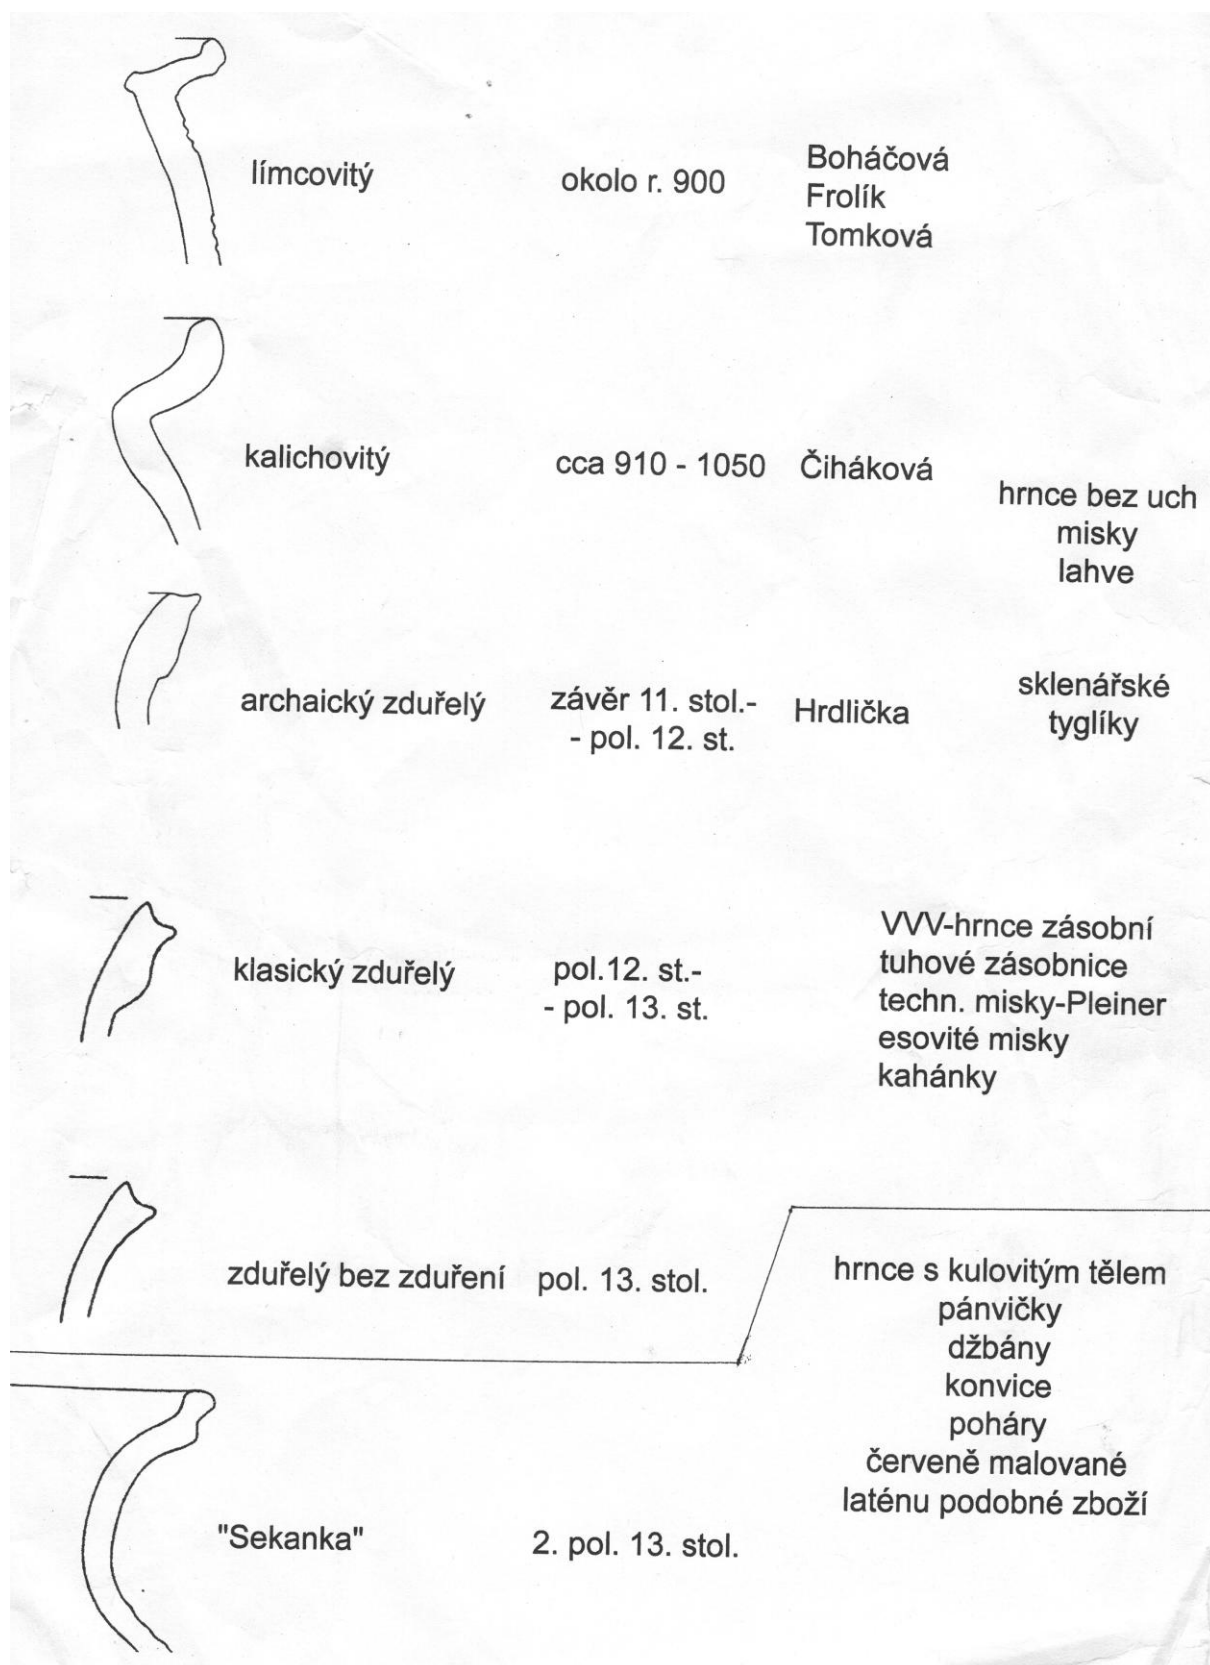 límcovitý
okolo r. 900
Boháčová
Frolík
Tomková
kalichovitý
cca 910 - 1050
Čiháková
hrnce bez uch
misky
lahve
archaický zduřelý
závěr 11. stol.-
- pol. 12. st.
Hrdlička
sklenářské
tyglíky
klasický zduřelý
pol.12. st.-
- pol. 13. st.
VVV-hrnce zásobní
tuhové zásobnice
techn. misky-Pleiner
esovité misky
kahánky
zduřelý bez zduření
pol. 13. stol.
hrnce s kulovitým tělem
pánvičky
džbány
konvice
poháry
červeně malované
laténu podobné zboží
"Sekanka"
2. pol. 13. stol.